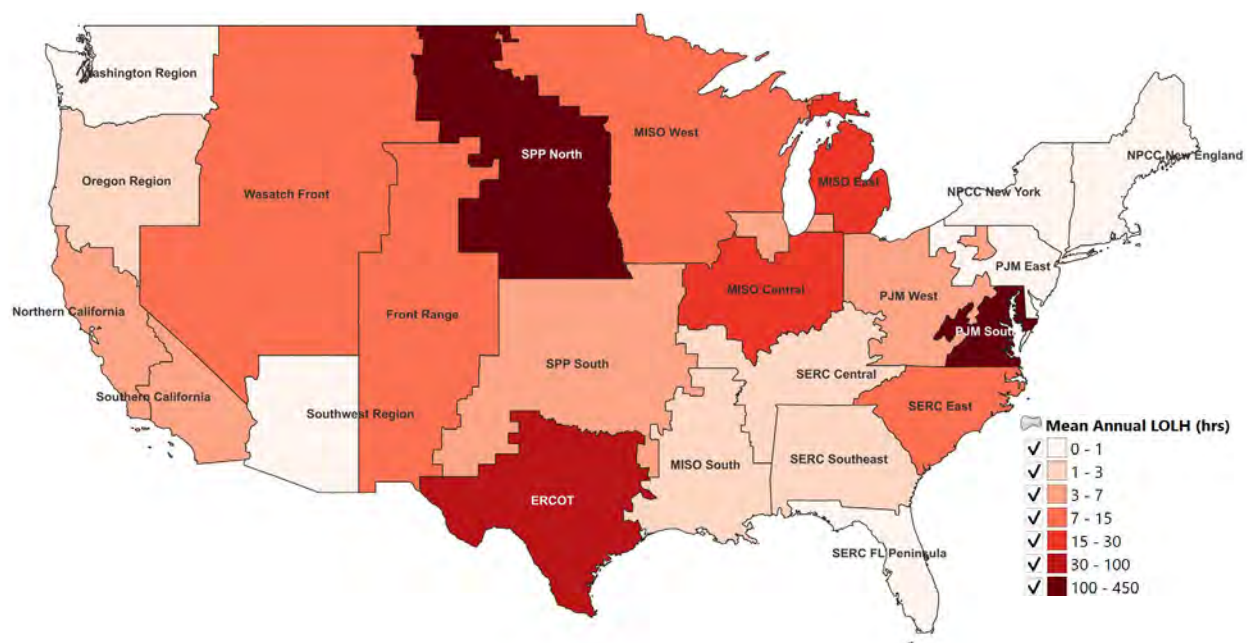 Washington Region
MISO West
SPP North
NPCC New England
Oregon Region
MISO East
Wasatch Front
NPCC New York
PJM East
MISO Central
PJM West
Northern California
Front Range
PJM South
SPP South
SERC Central
Southern California
SERC East
Southwest Region
MISO South
SERC Southeast
ERCOT
SERC FL Peninsula
Mean Annual LOLH (hrs)
0 - 1
1 - 3
3 - 7
7 - 15
15 - 30
30 - 100
100 - 450